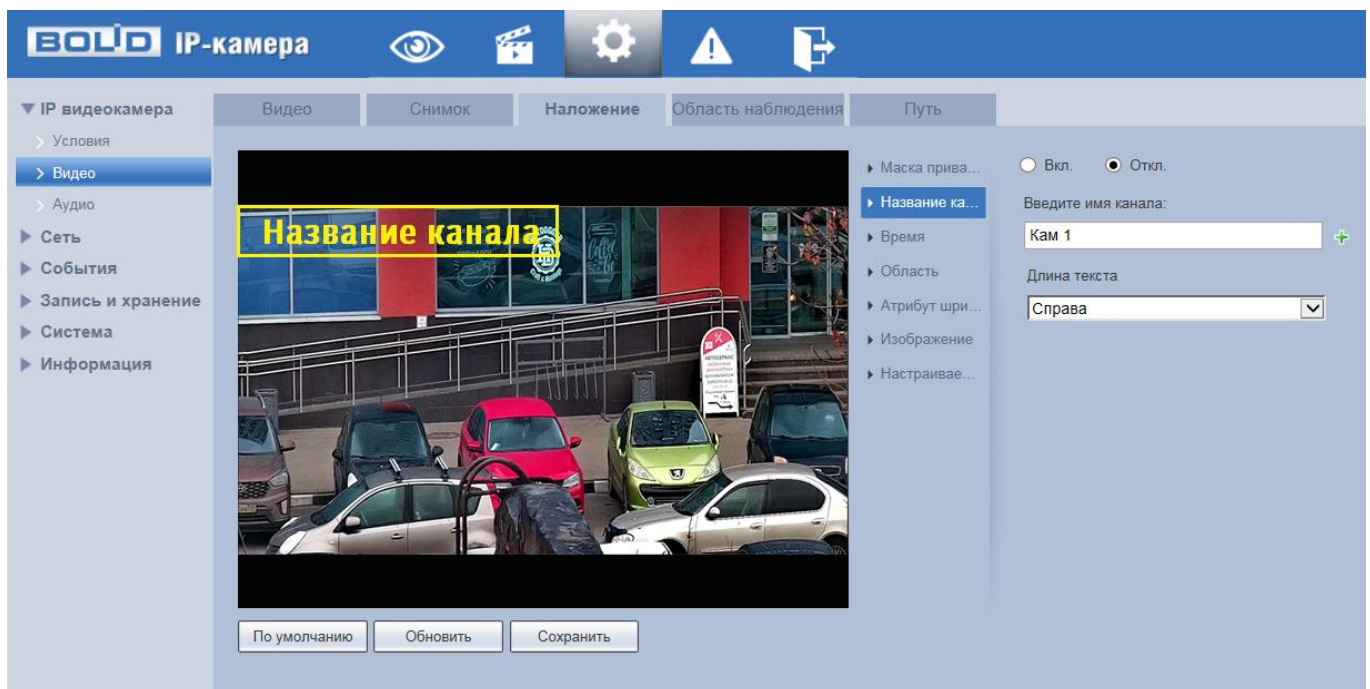 BOLID IP-камера
IP видеокамера
Условия
Видео
Аудио
Сеть
События
Запись и хранение
Система
Информация
Видео
Снимок
Наложение
Область наблюдения
Путь
Название канала
АВТОСЕРВИС
По умолчанию
Обновить
Сохранить
Маска прива...
Название ка...
Время
Область
Атрибут шри...
Изображение
Настраивае...
Вкл.
Откл.
Введите имя канала:
Кам 1
Длина текста
Справа